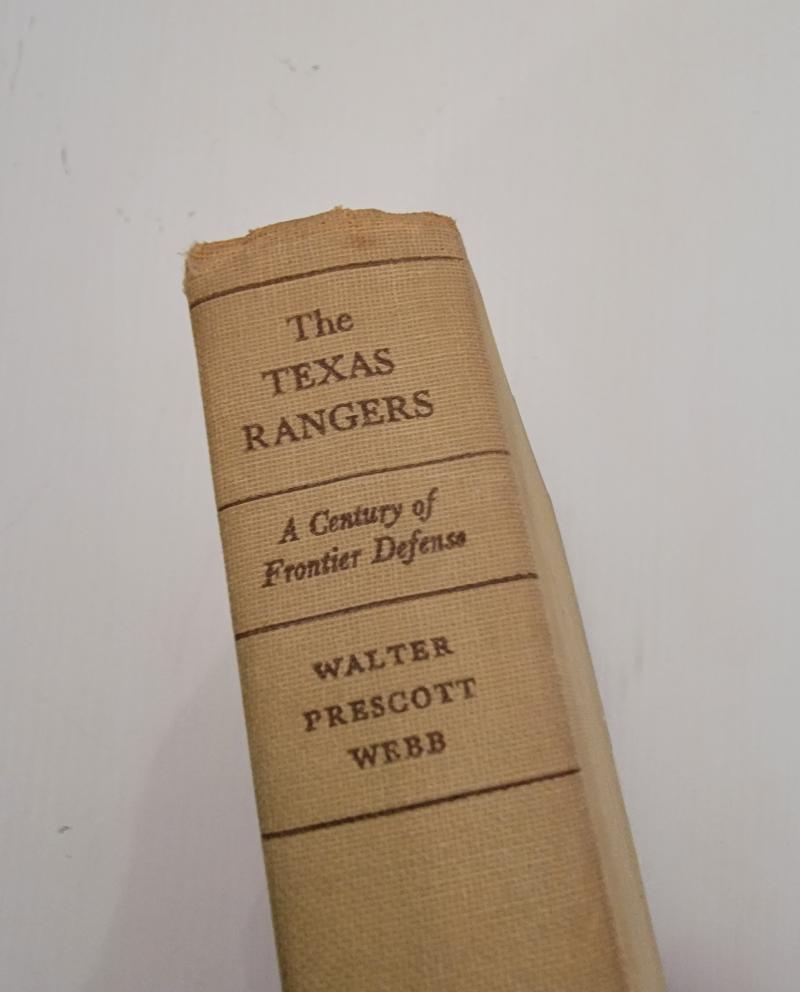 The
TEXAS
RANGERS
A Century of
Frontier Defense
WALTER
PRESCOTT
WEBB